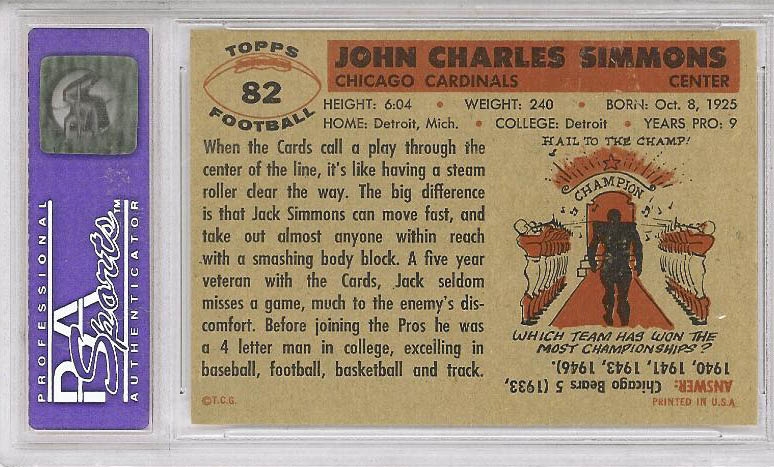 TOPPS
82
FOOTBALL
JOHN CHARLES SIMMONS
CHICAGO CARDINALS CENTER
HEIGHT: 6:04 • WEIGHT: 240 • BORN: Oct. 8, 1925
HOME: Detroit, Mich. • COLLEGE: Detroit • YEARS PRO: 9
When the Cards call a play through the
center of the line, it's like having a steam
roller clear the way. The big difference
is that Jack Simmons can move fast, and
take out almost anyone within reach
with a smashing body block. A five year
veteran with the Cards, Jack seldom
misses a game, much to the enemy's dis-
comfort. Before joining the Pros he was
a 4 letter man in college, excelling in
baseball, football, basketball and track.
HAIL TO THE CHAMP!
CHAMPION
WHICH TEAM HAS WON THE
MOST CHAMPIONSHIPS?
ANSWER: Chicago Bears 5 (1933,
1940, 1941, 1943, 1946).
©T.C.G.
PRINTED IN U.S.A
PROFESSIONAL
PSA
Sports™
AUTHENTICATOR